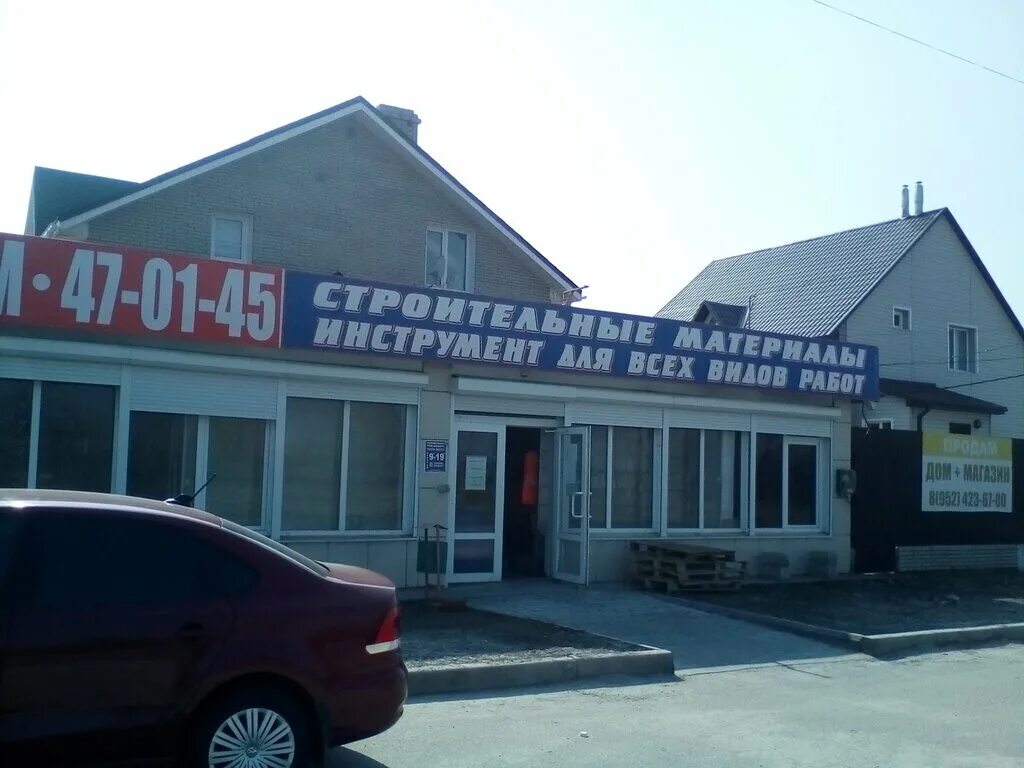 М • 47-01-45
СТРОИТЕЛЬНЫЕ МАТЕРИАЛЫ
ИНСТРУМЕНТ ДЛЯ ВСЕХ ВИДОВ РАБОТ
9-19
ПРОДАМ
ДОМ + МАГАЗИН
8(952) 423-67-00